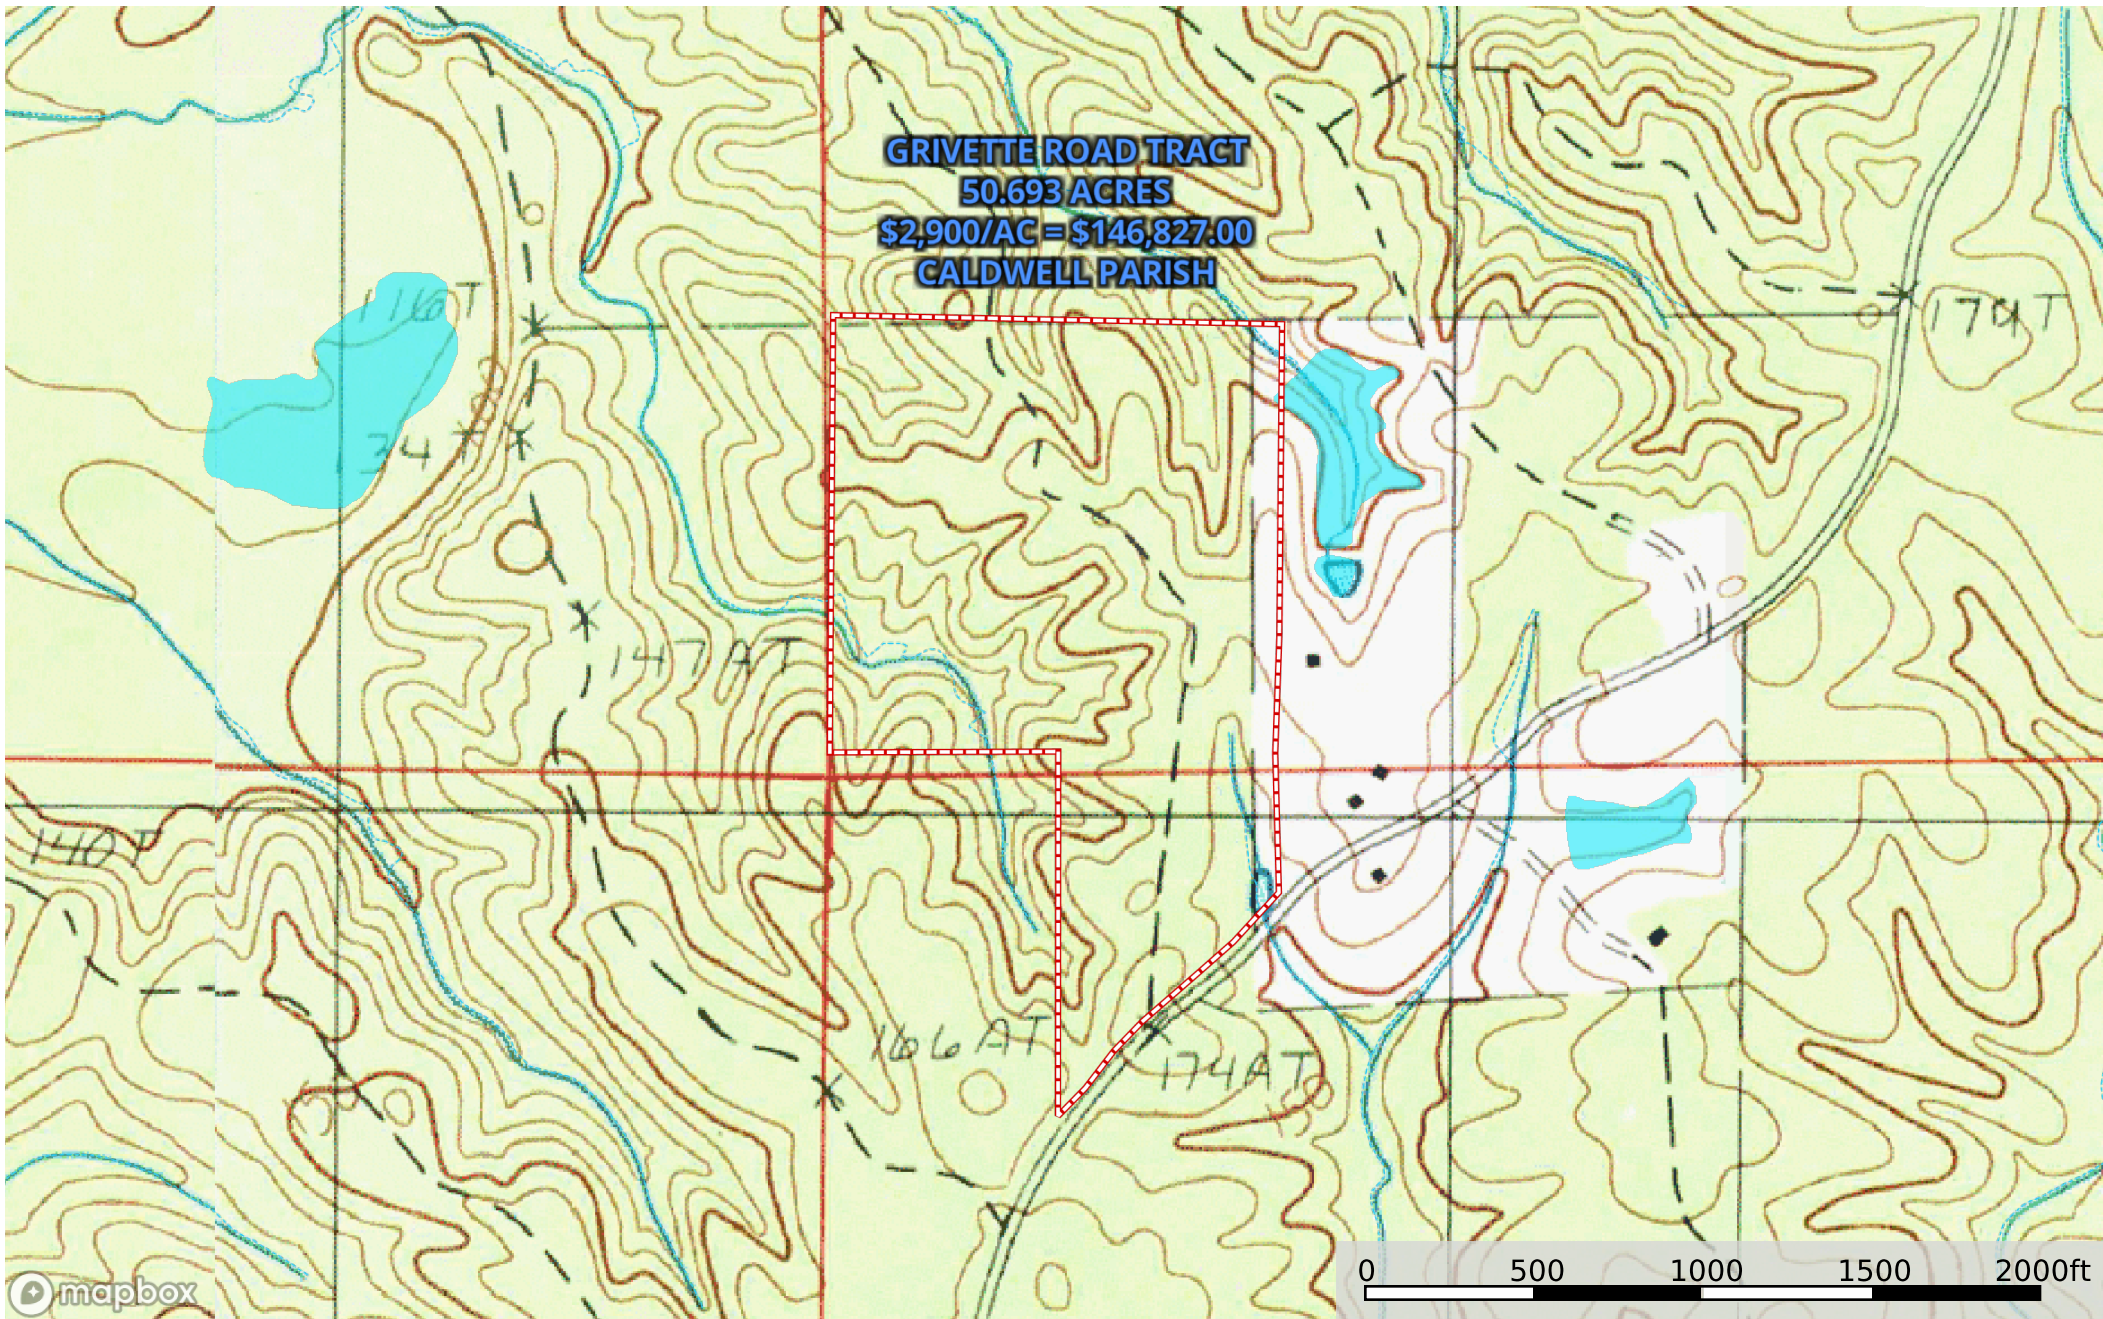 GRIVETTE ROAD TRACT
50.693 ACRES
$2,900/AC = $146,827.00
CALDWELL PARISH
116T
174T
134
147AT
140T
166AT
174AT
0 500 1000 1500 2000ft
mapbox